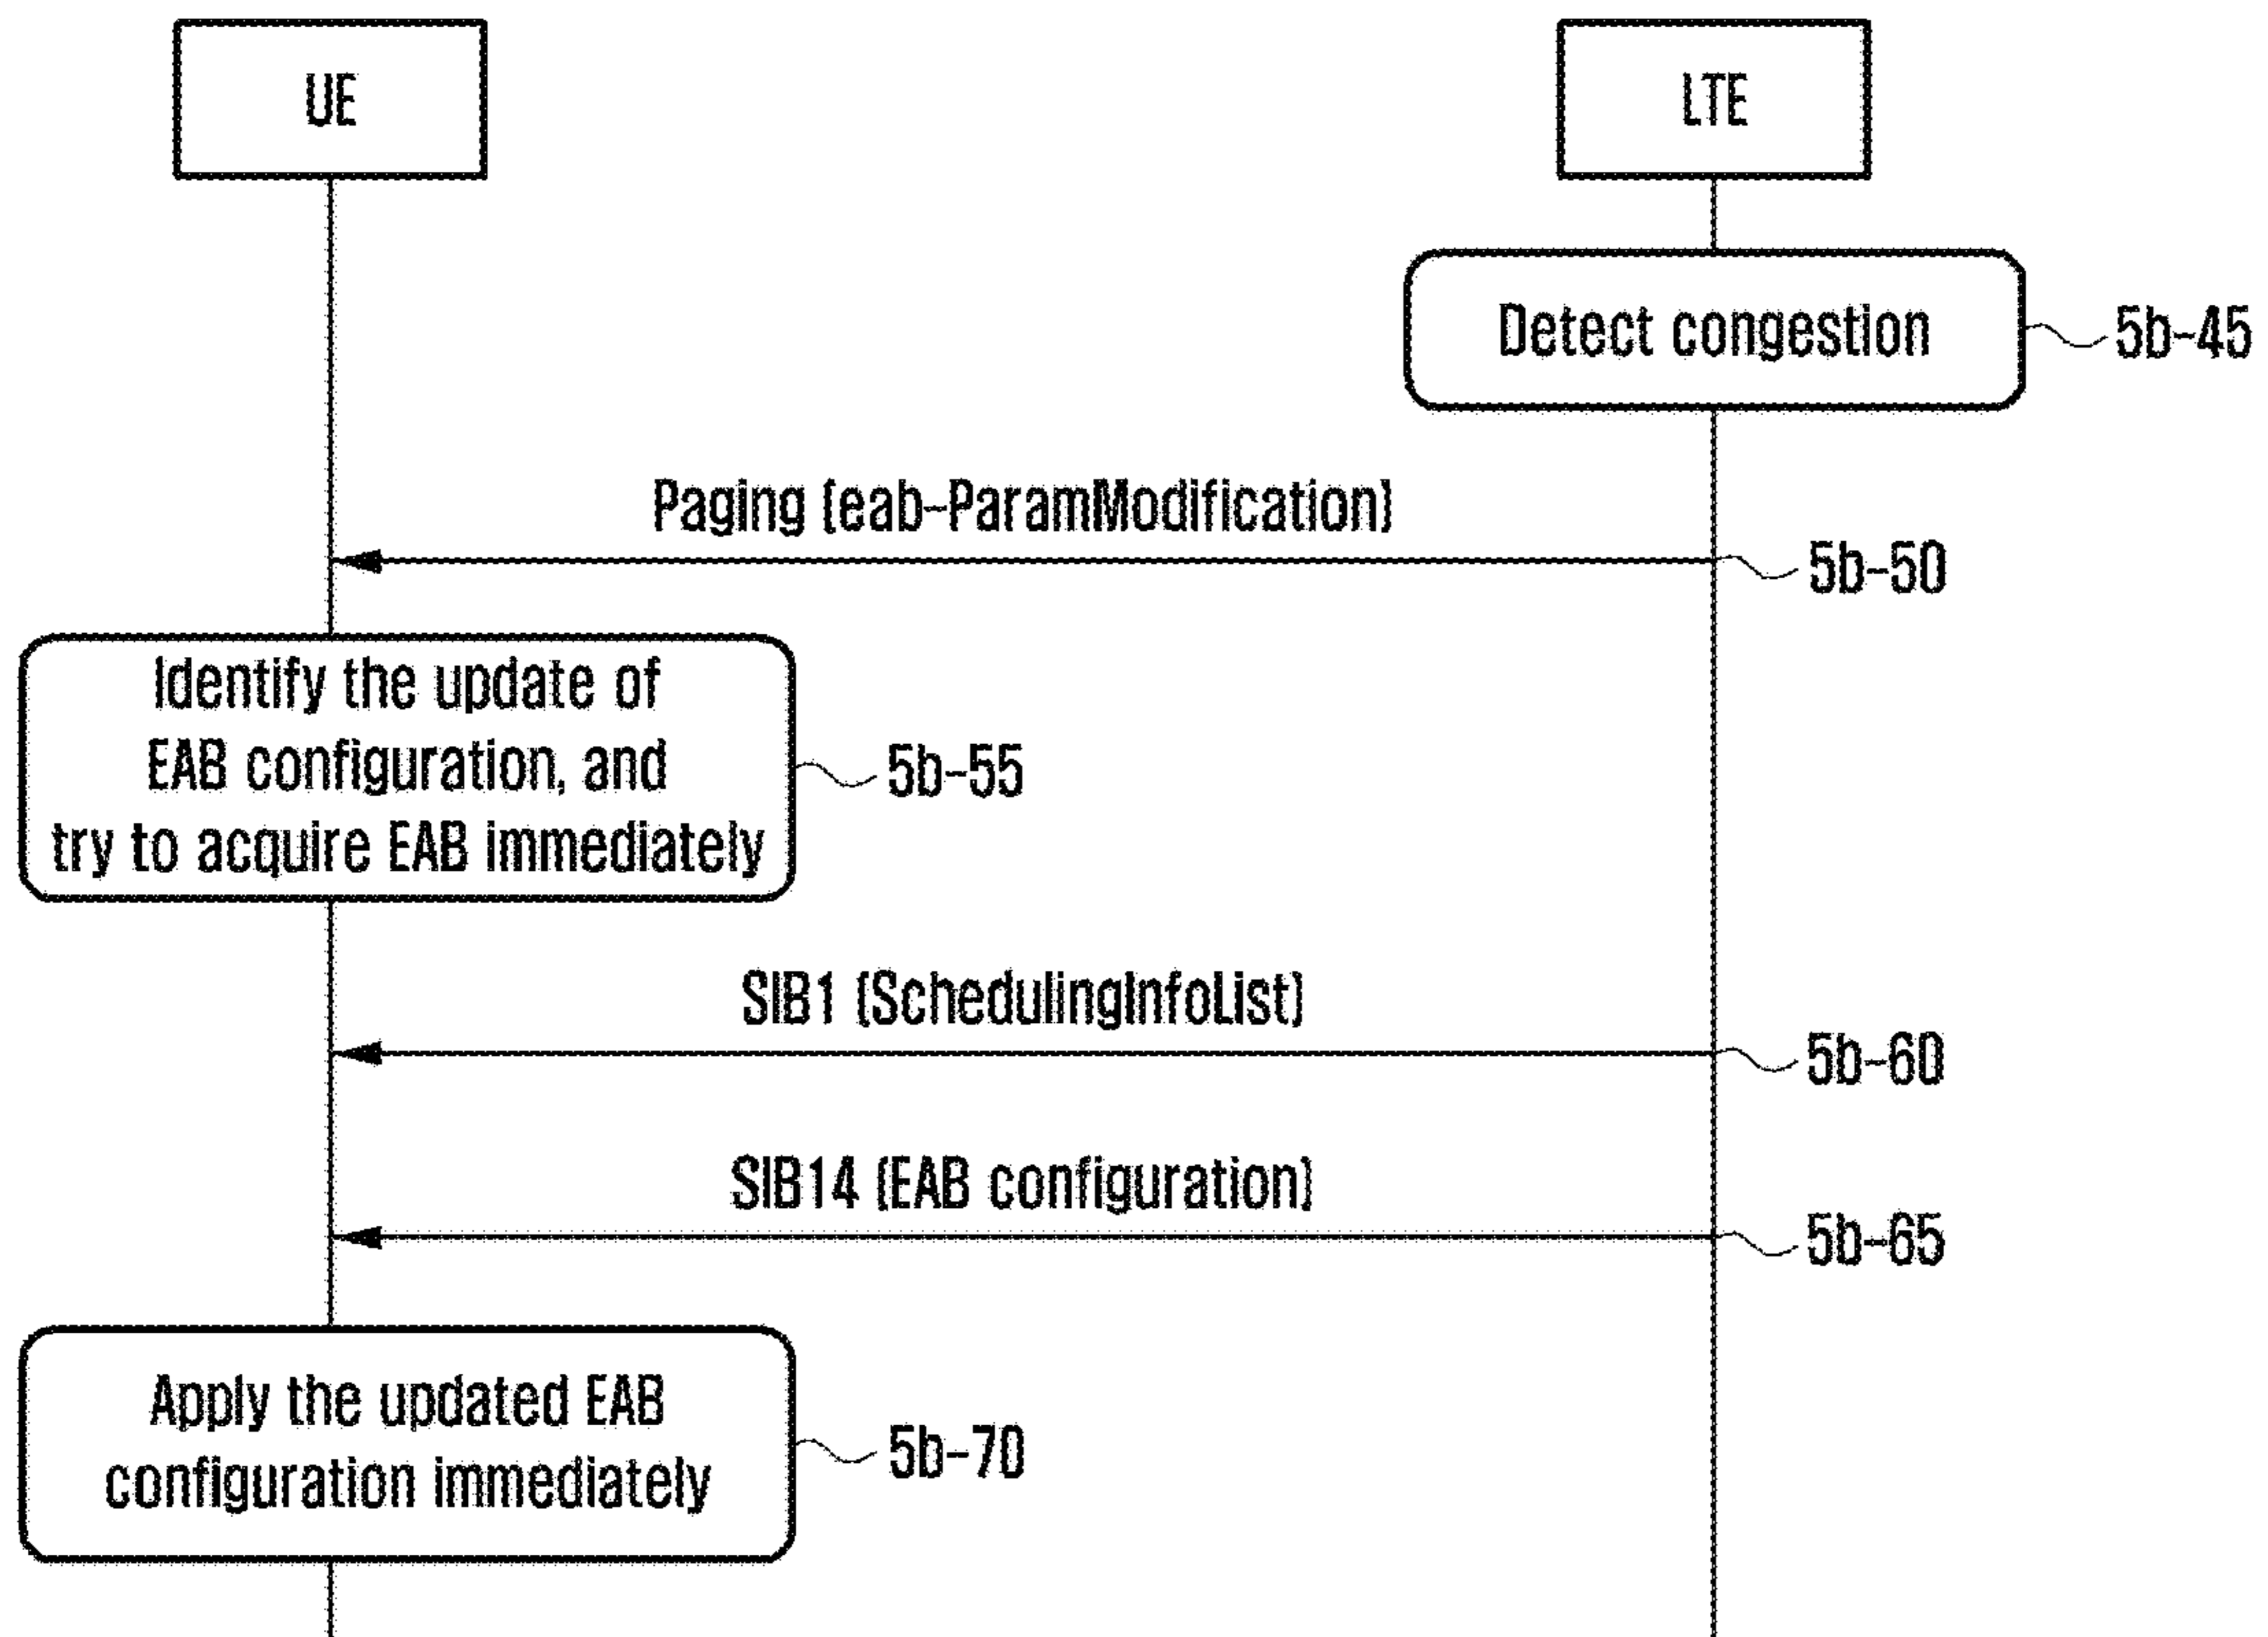 UE
LTE
Detect congestion
5b-45
Paging (eab-ParamModification)
5b-50
Identify the update of
EAB configuration, and
try to acquire EAB immediately
5b-55
SIB1 (SchedulingInfoList)
5b-60
SIB14 (EAB configuration)
5b-65
Apply the updated EAB
configuration immediately
5b-70